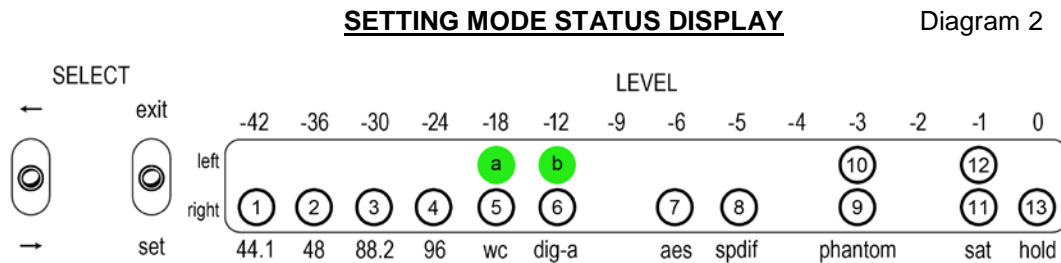 SETTING MODE STATUS DISPLAY Diagram 2
SELECT LEVEL
← exit -42 -36 -30 -24 -18 -12 -9 -6 -5 -4 -3 -2 -1 0
left a b 10 12
right 1 2 3 4 5 6 7 8 9 11 13
→ set 44.1 48 88.2 96 wc dig-a aes spdif phantom sat hold